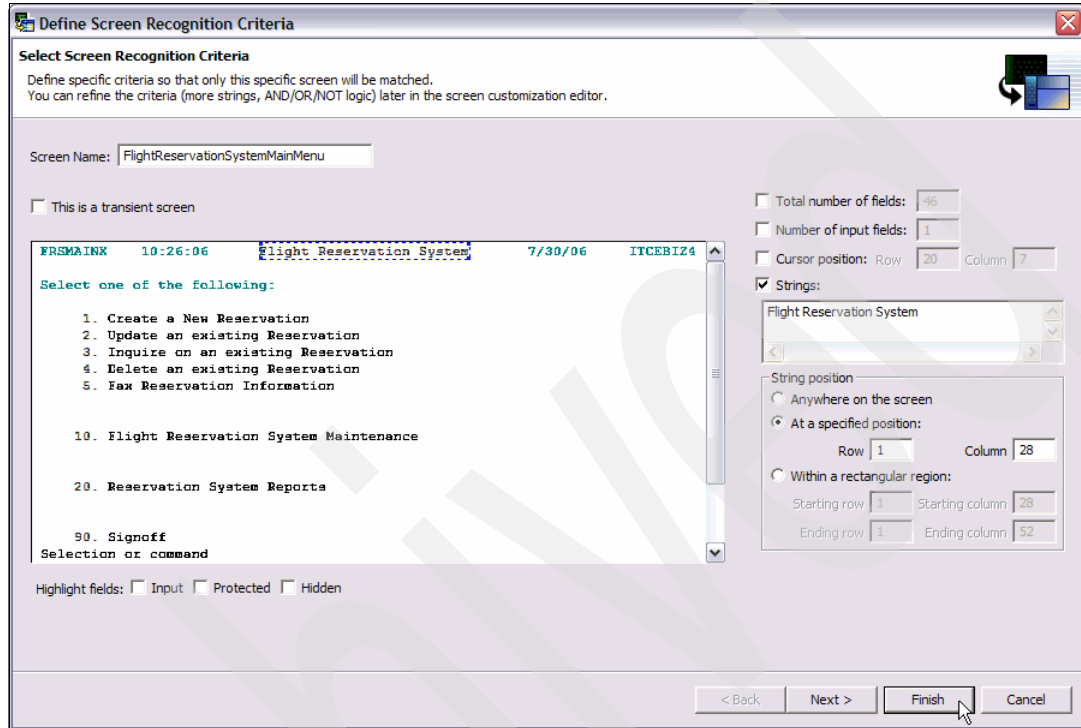 Define Screen Recognition Criteria
Select Screen Recognition Criteria
Define specific criteria so that only this specific screen will be matched.
You can refine the criteria (more strings, AND/OR/NOT logic) later in the screen customization editor.
Screen Name: FlightReservationSystemMainMenu
This is a transient screen
FRSMAINX 10:26:06 Flight Reservation System 7/30/06 ITCEBIZ4
Select one of the following:
1. Create a New Reservation
2. Update an existing Reservation
3. Inquire on an existing Reservation
4. Delete an existing Reservation
5. Fax Reservation Information
10. Flight Reservation System Maintenance
20. Reservation System Reports
90. Signoff
Selection or command
Highlight fields: Input Protected Hidden
Total number of fields: 46
Number of input fields: 1
Cursor position: Row 20 Column 7
Strings:
Flight Reservation System
String position
Anywhere on the screen
At a specified position:
Row 1 Column 28
Within a rectangular region:
Starting row 1 Starting column 28
Ending row 1 Ending column 52
< Back Next > Finish Cancel